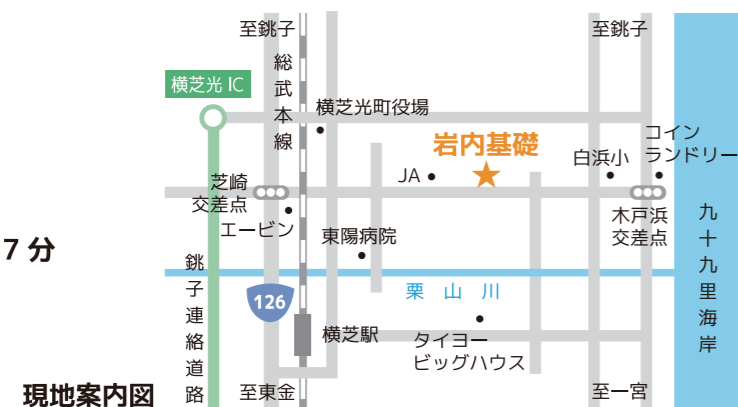 至銚子
至銚子
総武本線
横芝光 IC
横芝光町役場
岩内基礎
コイン
ランドリー
白浜小
JA
芝崎
交差点
エービン
東陽病院
木戸浜
交差点
九十九里海岸
7 分
銚子連絡道路
栗山川
126
横芝駅
タイヨー
ビッグハウス
現地案内図
至東金
至一宮